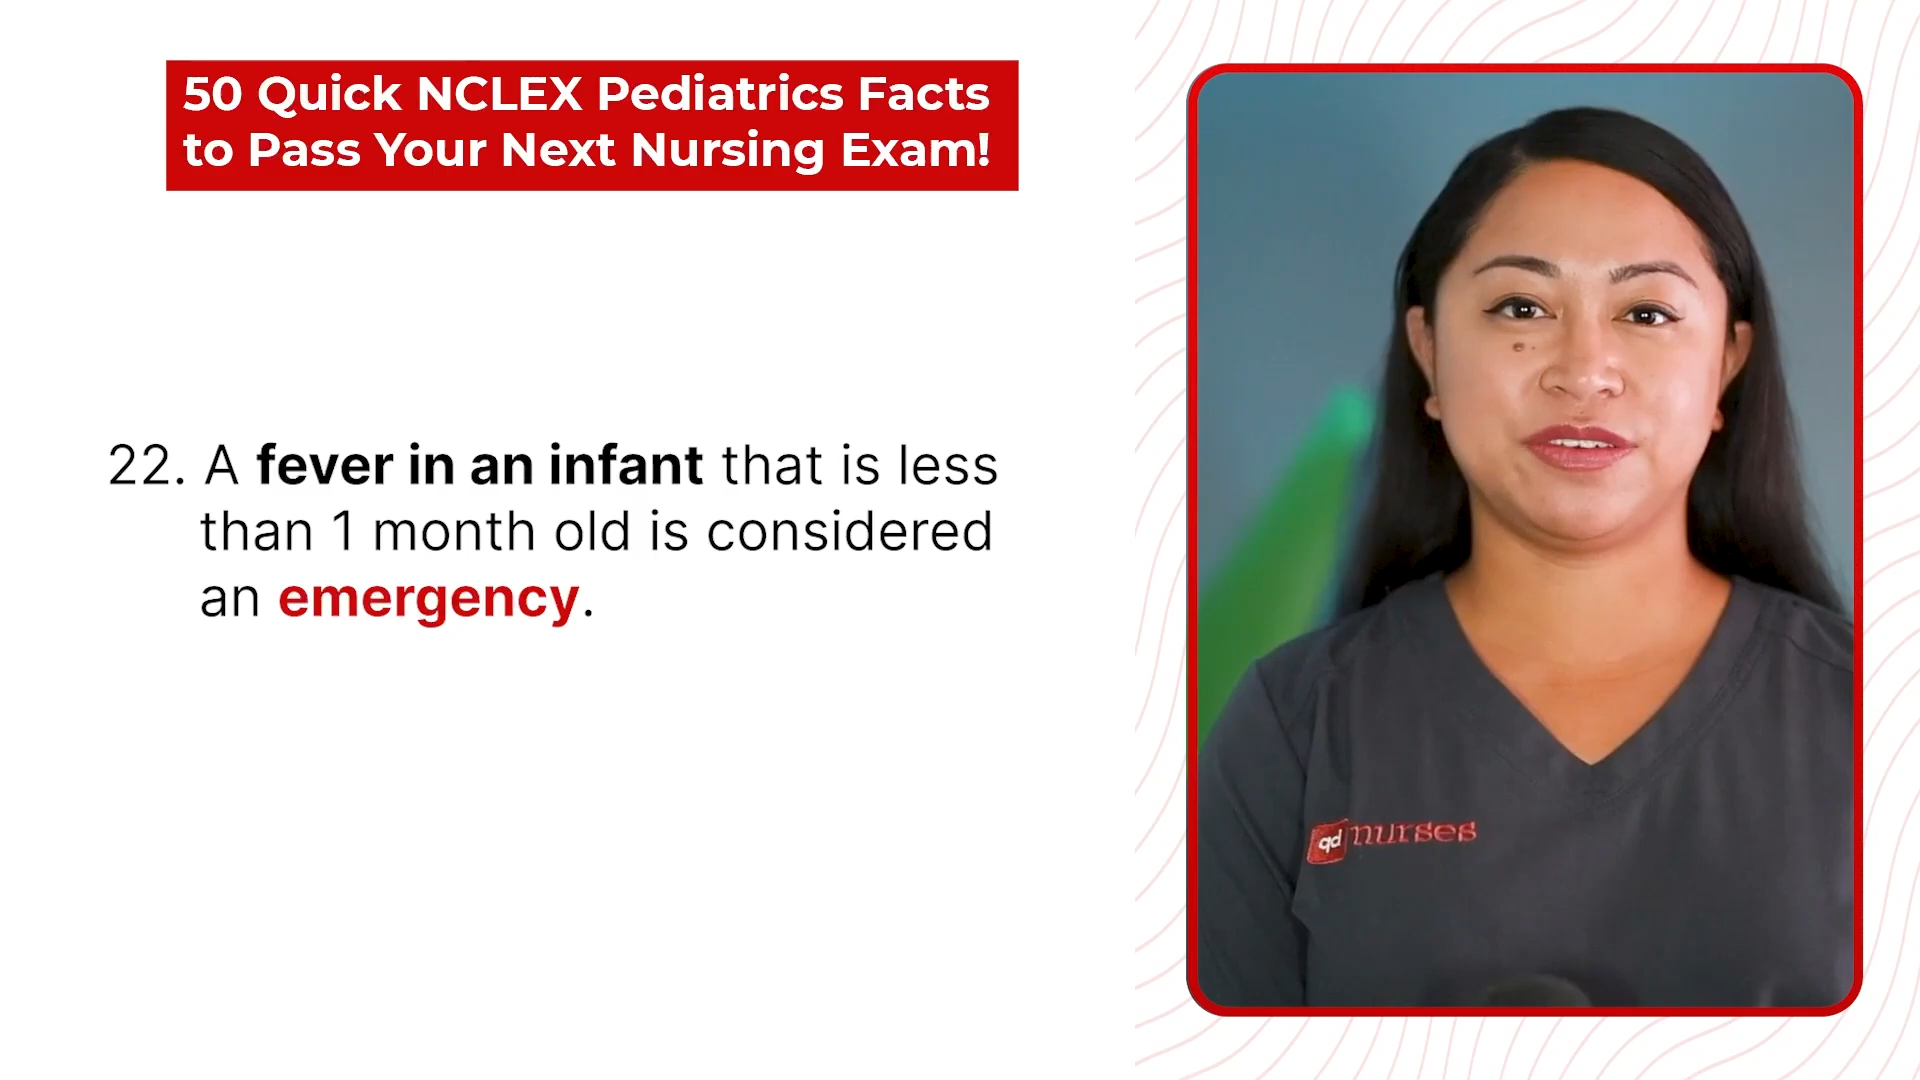 50 Quick NCLEX Pediatrics Facts
to Pass Your Next Nursing Exam!
22. A fever in an infant that is less
than 1 month old is considered
an emergency.
qd nurses